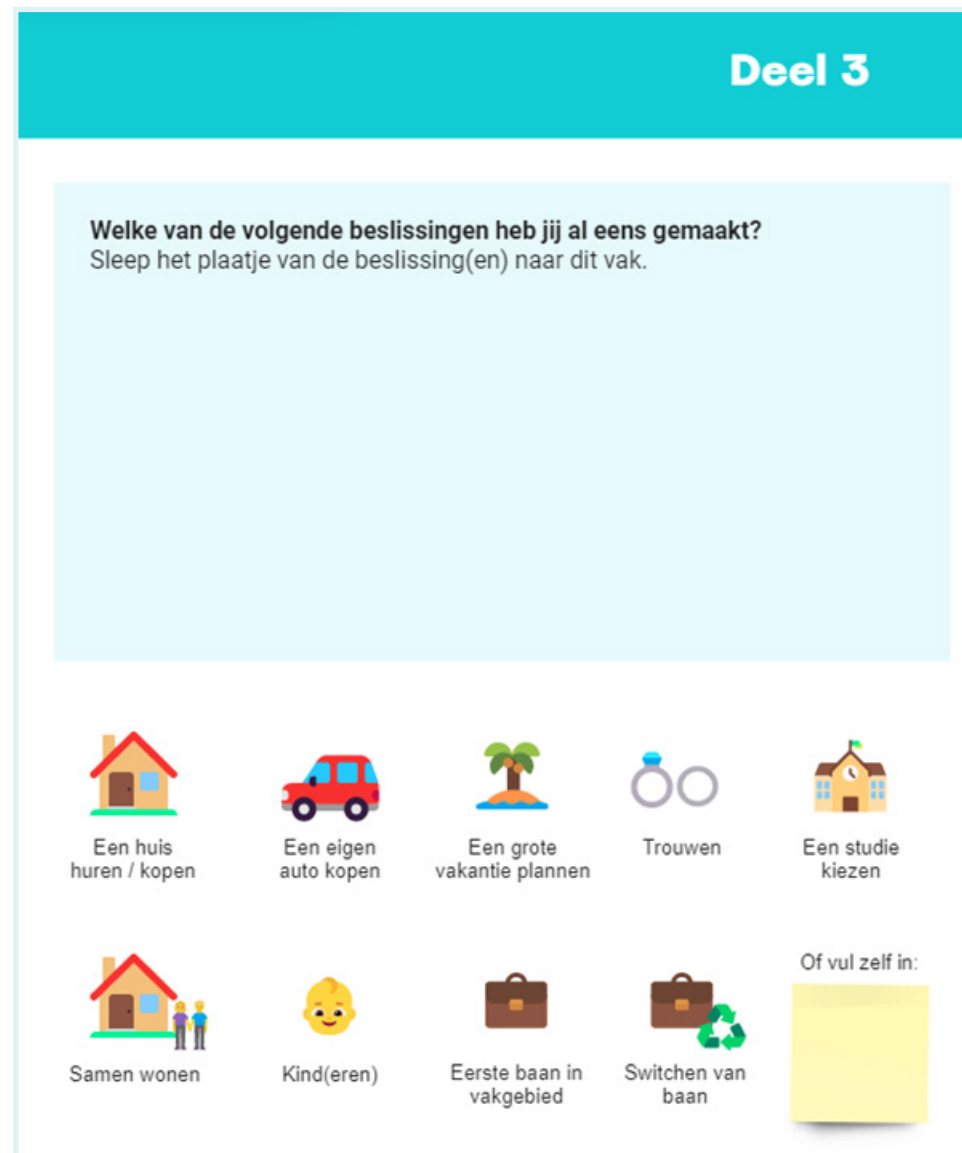 Deel 3
Welke van de volgende beslissingen heb jij al eens gemaakt?
Sleep het plaatje van de beslissing(en) naar dit vak.
Een huis
huren / kopen
Een eigen
auto kopen
Een grote
vakantie plannen
Trouwen
Een studie
kiezen
Samen wonen
Kind(eren)
Eerste baan in
vakgebied
Switchen van
baan
Of vul zelf in: